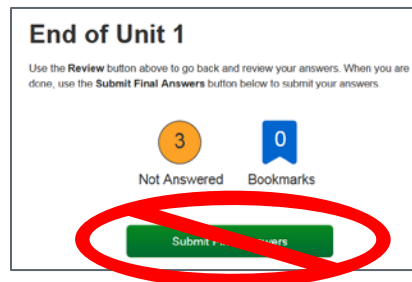 End of Unit 1
Use the Review button above to go back and review your answers. When you are
done, use the Submit Final Answers button below to submit your answers.
3
0
Not Answered Bookmarks
Submit